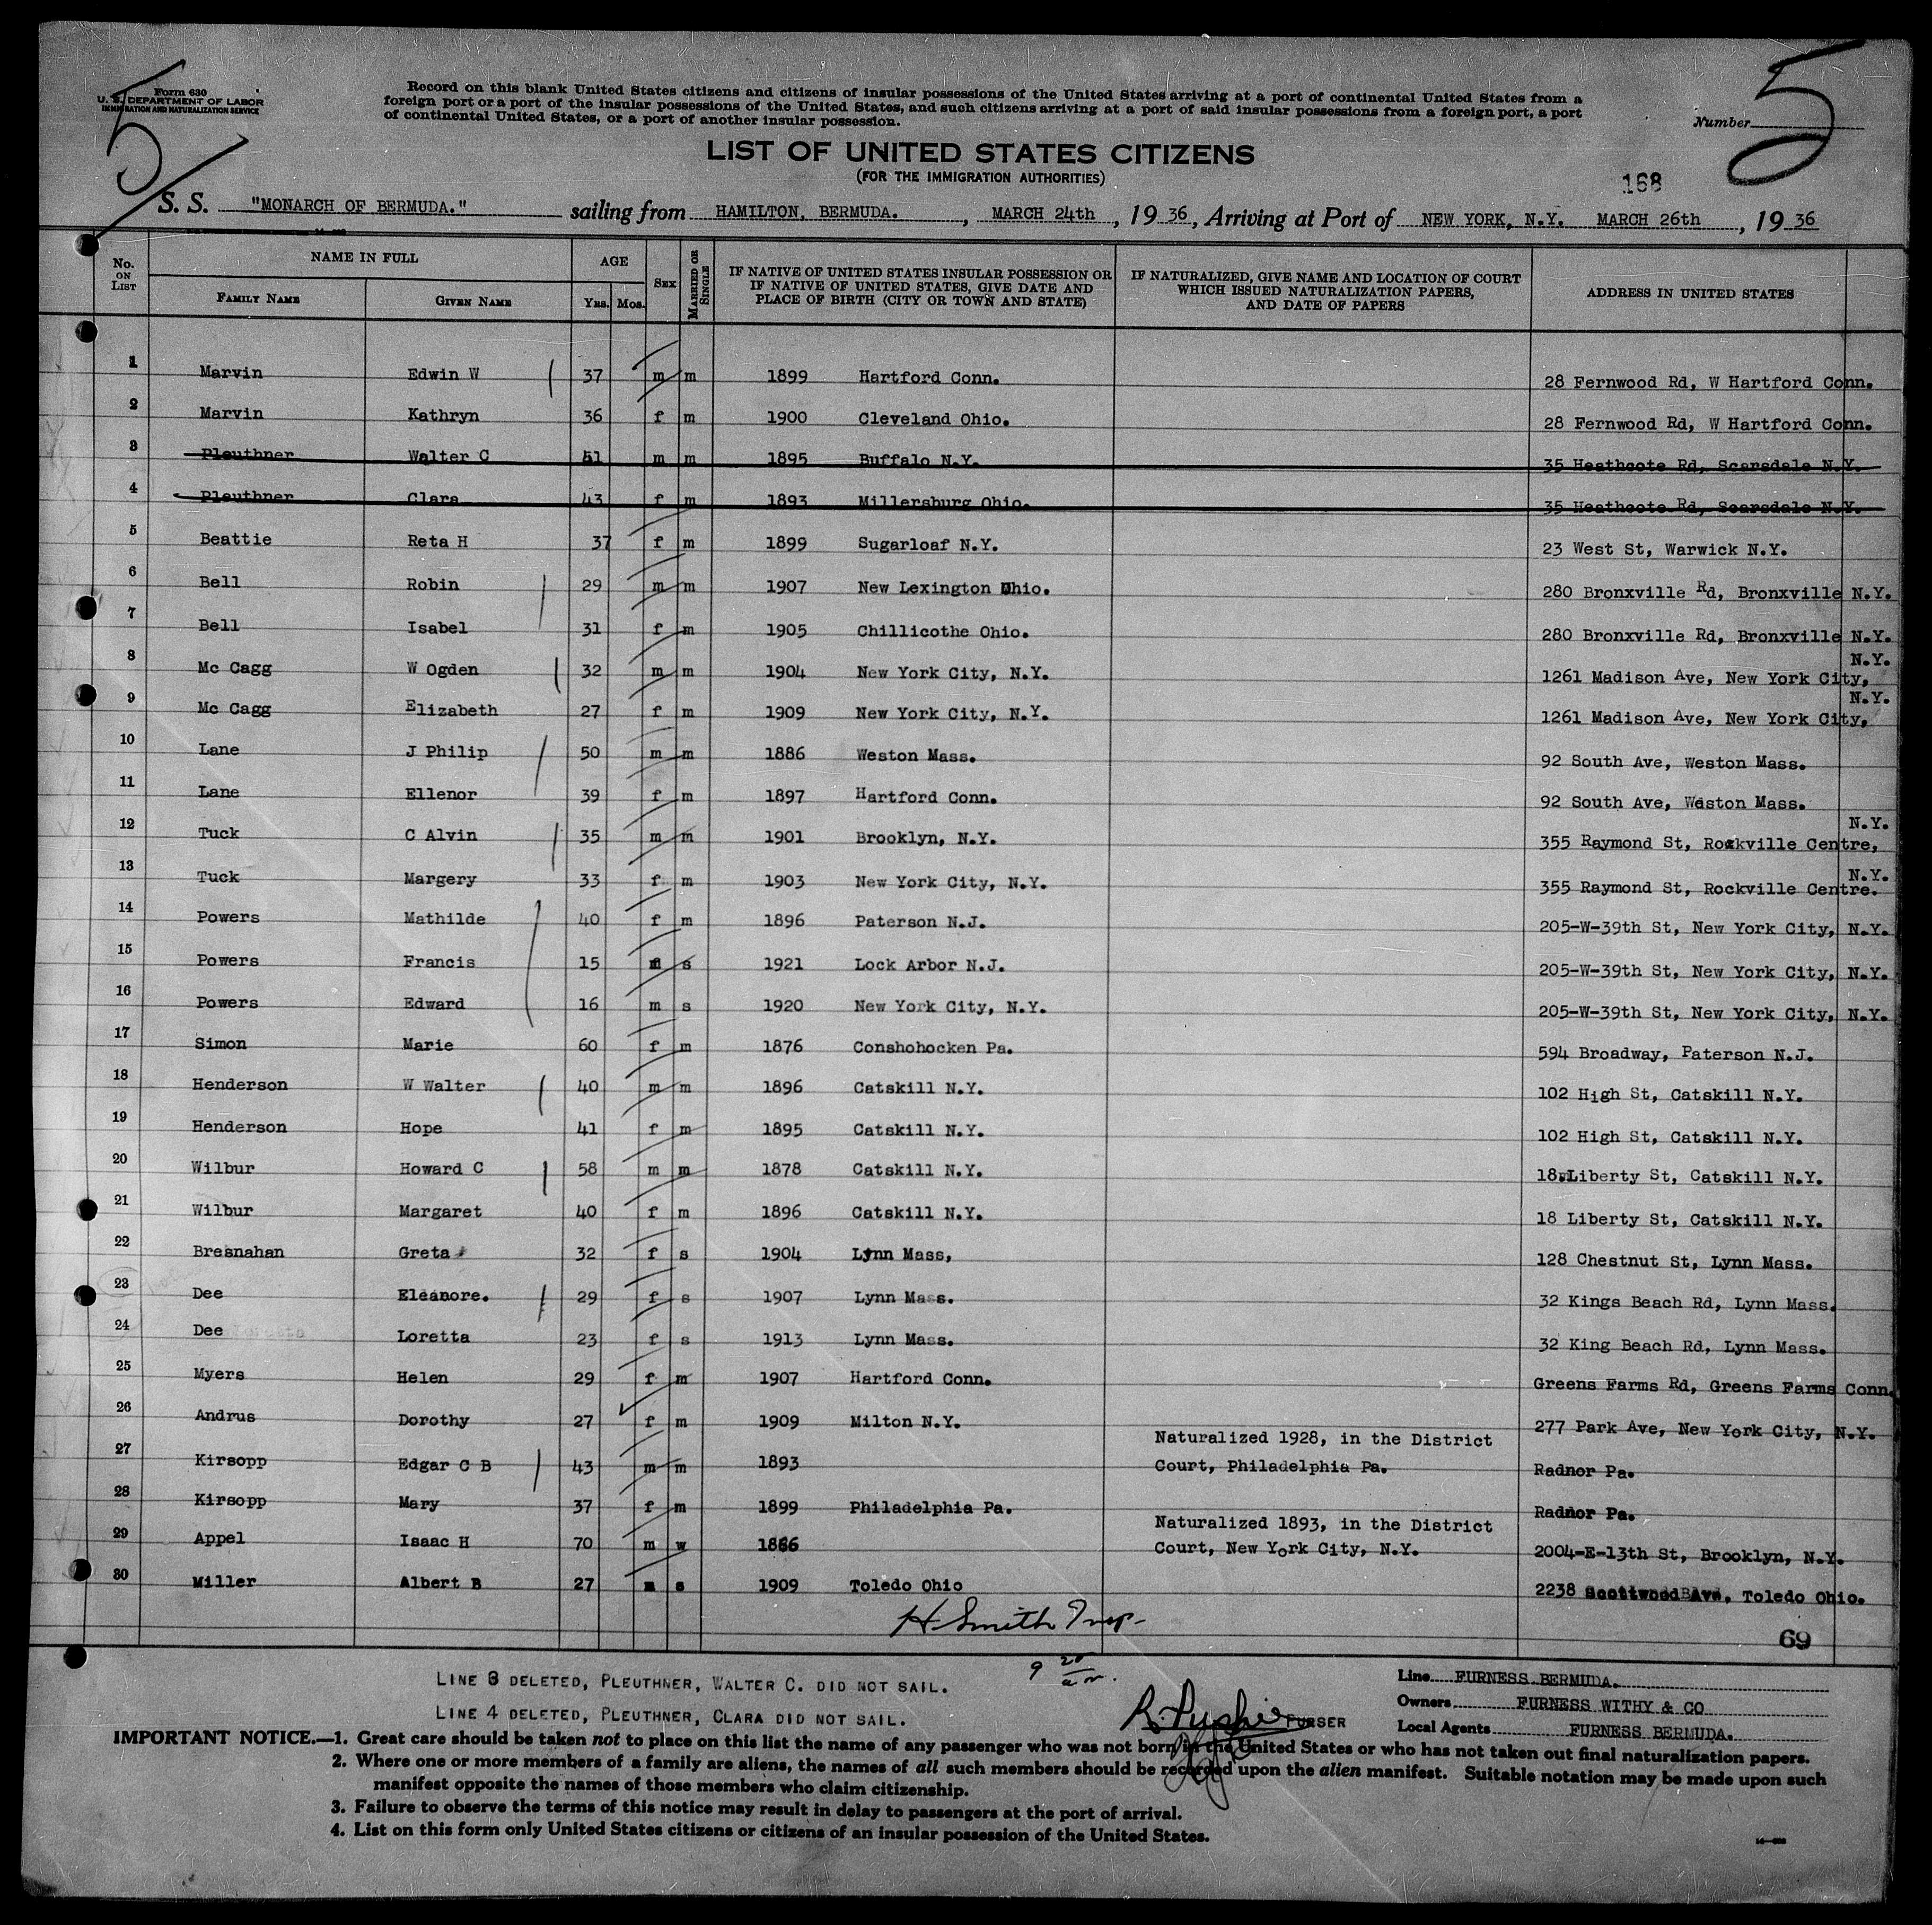 5
Form 630
U. S. DEPARTMENT OF LABOR
IMMIGRATION AND NATURALIZATION SERVICE
Record on this blank United States citizens and citizens of insular possessions of the United States arriving at a port of continental United States from a
foreign port or a port of the insular possessions of the United States, and such citizens arriving at a port of said insular possessions from a foreign port, a port
of continental United States, or a port of another insular possession.
Number 5
LIST OF UNITED STATES CITIZENS
(FOR THE IMMIGRATION AUTHORITIES)
168
S. S. "MONARCH OF BERMUDA." sailing from HAMILTON, BERMUDA., MARCH 24th, 1936, Arriving at Port of NEW YORK, N.Y. MARCH 26th, 1936
No. ON LIST NAME IN FULL AGE SEX MARRIED OR SINGLE IF NATIVE OF UNITED STATES INSULAR POSSESSION OR IF NATIVE OF UNITED STATES, GIVE DATE AND PLACE OF BIRTH (CITY OR TOWN AND STATE) IF NATURALIZED, GIVE NAME AND LOCATION OF COURT WHICH ISSUED NATURALIZATION PAPERS, AND DATE OF PAPERS ADDRESS IN UNITED STATES
FAMILY NAME GIVEN NAME YRS. MOS.
1 Marvin Edwin W 37 m m 1899 Hartford Conn. 28 Fernwood Rd, W Hartford Conn.
2 Marvin Kathryn 36 f m 1900 Cleveland Ohio. 28 Fernwood Rd, W Hartford Conn.
3 Pleuthner Walter C 51 m m 1895 Buffalo N.Y. 35 Heathcote Rd, Scarsdale N.Y.
4 Pleuthner Clara 43 f m 1893 Millersburg Ohio. 35 Heathcote Rd, Scarsdale N.Y.
5 Beattie Reta H 37 f m 1899 Sugarloaf N.Y. 23 West St, Warwick N.Y.
6 Bell Robin 29 m m 1907 New Lexington Ohio. 280 Bronxville Rd, Bronxville N.Y.
7 Bell Isabel 31 f m 1905 Chillicothe Ohio. 280 Bronxville Rd, Bronxville N.Y.
8 Mc Cagg W Ogden 32 m m 1904 New York City, N.Y. 1261 Madison Ave, New York City, N.Y.
9 Mc Cagg Elizabeth 27 f m 1909 New York City, N.Y. 1261 Madison Ave, New York City, N.Y.
10 Lane J Philip 50 m m 1886 Weston Mass. 92 South Ave, Weston Mass.
11 Lane Ellenor 39 f m 1897 Hartford Conn. 92 South Ave, Weston Mass.
12 Tuck C Alvin 35 m m 1901 Brooklyn, N.Y. 355 Raymond St, Rockville Centre, N.Y.
13 Tuck Margery 33 f m 1903 New York City, N.Y. 355 Raymond St, Rockville Centre. N.Y.
14 Powers Mathilde 40 f m 1896 Paterson N.J. 205-W-39th St, New York City, N.Y.
15 Powers Francis 15 m s 1921 Lock Arbor N.J. 205-W-39th St, New York City, N.Y.
16 Powers Edward 16 m s 1920 New York City, N.Y. 205-W-39th St, New York City, N.Y.
17 Simon Marie 60 f m 1876 Conshohocken Pa. 594 Broadway, Paterson N.J.
18 Henderson W Walter 40 m m 1896 Catskill N.Y. 102 High St, Catskill N.Y.
19 Henderson Hope 41 f m 1895 Catskill N.Y. 102 High St, Catskill N.Y.
20 Wilbur Howard C 58 m m 1878 Catskill N.Y. 18 Liberty St, Catskill N.Y.
21 Wilbur Margaret 40 f m 1896 Catskill N.Y. 18 Liberty St, Catskill N.Y.
22 Bresnahan Greta 32 f s 1904 Lynn Mass, 128 Chestnut St, Lynn Mass.
23 Dee Eleanore. 29 f s 1907 Lynn Mass. 32 Kings Beach Rd, Lynn Mass.
24 Dee Loretta 23 f s 1913 Lynn Mass. 32 King Beach Rd, Lynn Mass.
25 Myers Helen 29 f m 1907 Hartford Conn. Greens Farms Rd, Greens Farms Conn.
26 Andrus Dorothy 27 f m 1909 Milton N.Y. 277 Park Ave, New York City, N.Y.
27 Kirsopp Edgar C B 43 m m 1893 Naturalized 1928, in the District Court, Philadelphia Pa. Radnor Pa.
28 Kirsopp Mary 37 f m 1899 Philadelphia Pa. Radnor Pa.
29 Appel Isaac H 70 m w 1866 Naturalized 1893, in the District Court, New York City, N.Y. 2004-E-13th St, Brooklyn, N.Y.
30 Miller Albert B 27 m s 1909 Toledo Ohio 2238 Scottwood Ave, Toledo Ohio.
H Smith Insp-
69
LINE 3 DELETED, PLEUTHNER, WALTER C. DID NOT SAIL.
9 20 a.m.
LINE 4 DELETED, PLEUTHNER, CLARA DID NOT SAIL.
PURSER
Line FURNESS BERMUDA.
Owners FURNESS WITHY & CO
Local Agents FURNESS BERMUDA.
IMPORTANT NOTICE.—1. Great care should be taken not to place on this list the name of any passenger who was not born in the United States or who has not taken out final naturalization papers.
2. Where one or more members of a family are aliens, the names of all such members should be recorded upon the alien manifest. Suitable notation may be made upon such
manifest opposite the names of those members who claim citizenship.
3. Failure to observe the terms of this notice may result in delay to passengers at the port of arrival.
4. List on this form only United States citizens or citizens of an insular possession of the United States.